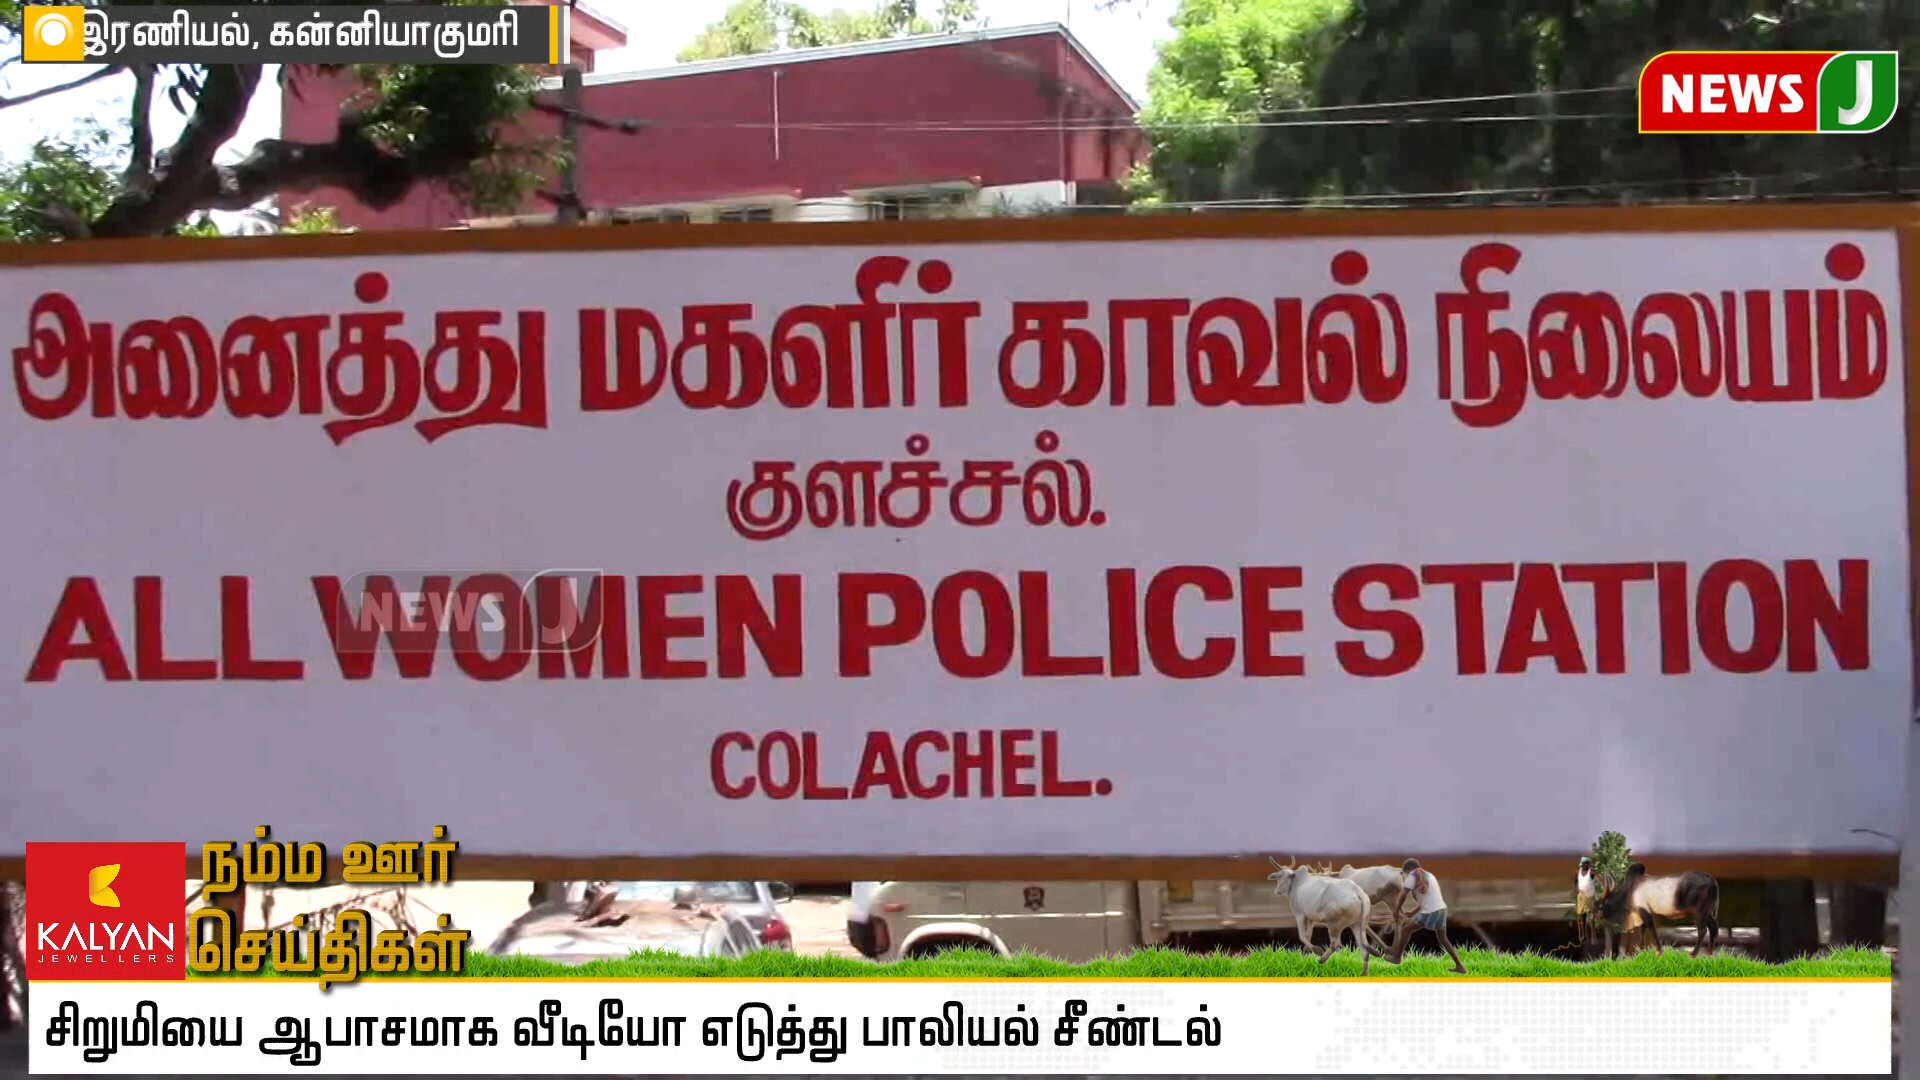 இரணியல், கன்னியாகுமரி
NEWS J
அனைத்து மகளிர் காவல் நிலையம்
குளச்சல்.
ALL WOMEN POLICE STATION
NEWS J
COLACHEL.
நம்ம ஊர்
செய்திகள்
KALYAN
JEWELLERS
சிறுமியை ஆபாசமாக வீடியோ எடுத்து பாலியல் சீண்டல்